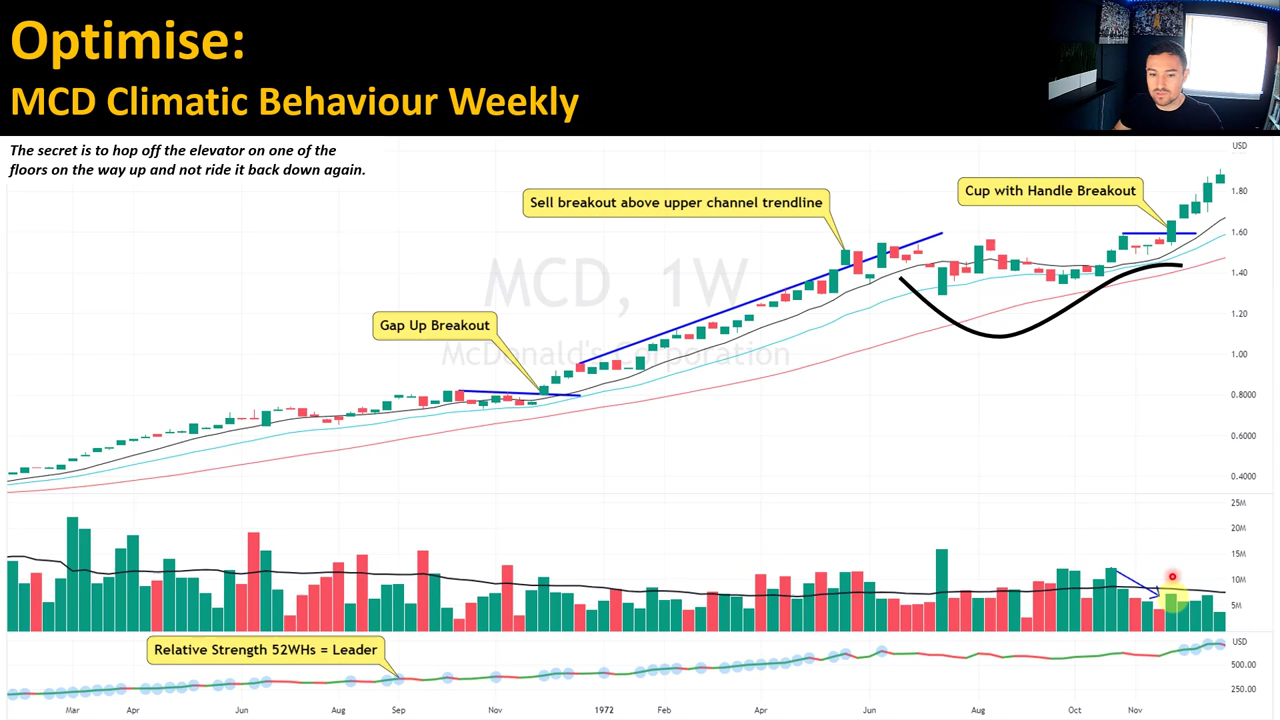 Optimise:
MCD Climatic Behaviour Weekly
The secret is to hop off the elevator on one of the
floors on the way up and not ride it back down again.
USD
Sell breakout above upper channel trendline
Cup with Handle Breakout
1.80
1.60
MCD, 1W
1.40
Gap Up Breakout
1.20
McDonald's Corporation
1.00
0.8000
0.6000
0.4000
25M
20M
15M
10M
5M
Relative Strength 52WHs = Leader
USD
500.00
250.00
Mar Apr Jun Aug Sep Nov 1972 Feb Apr Jun Aug Oct Nov